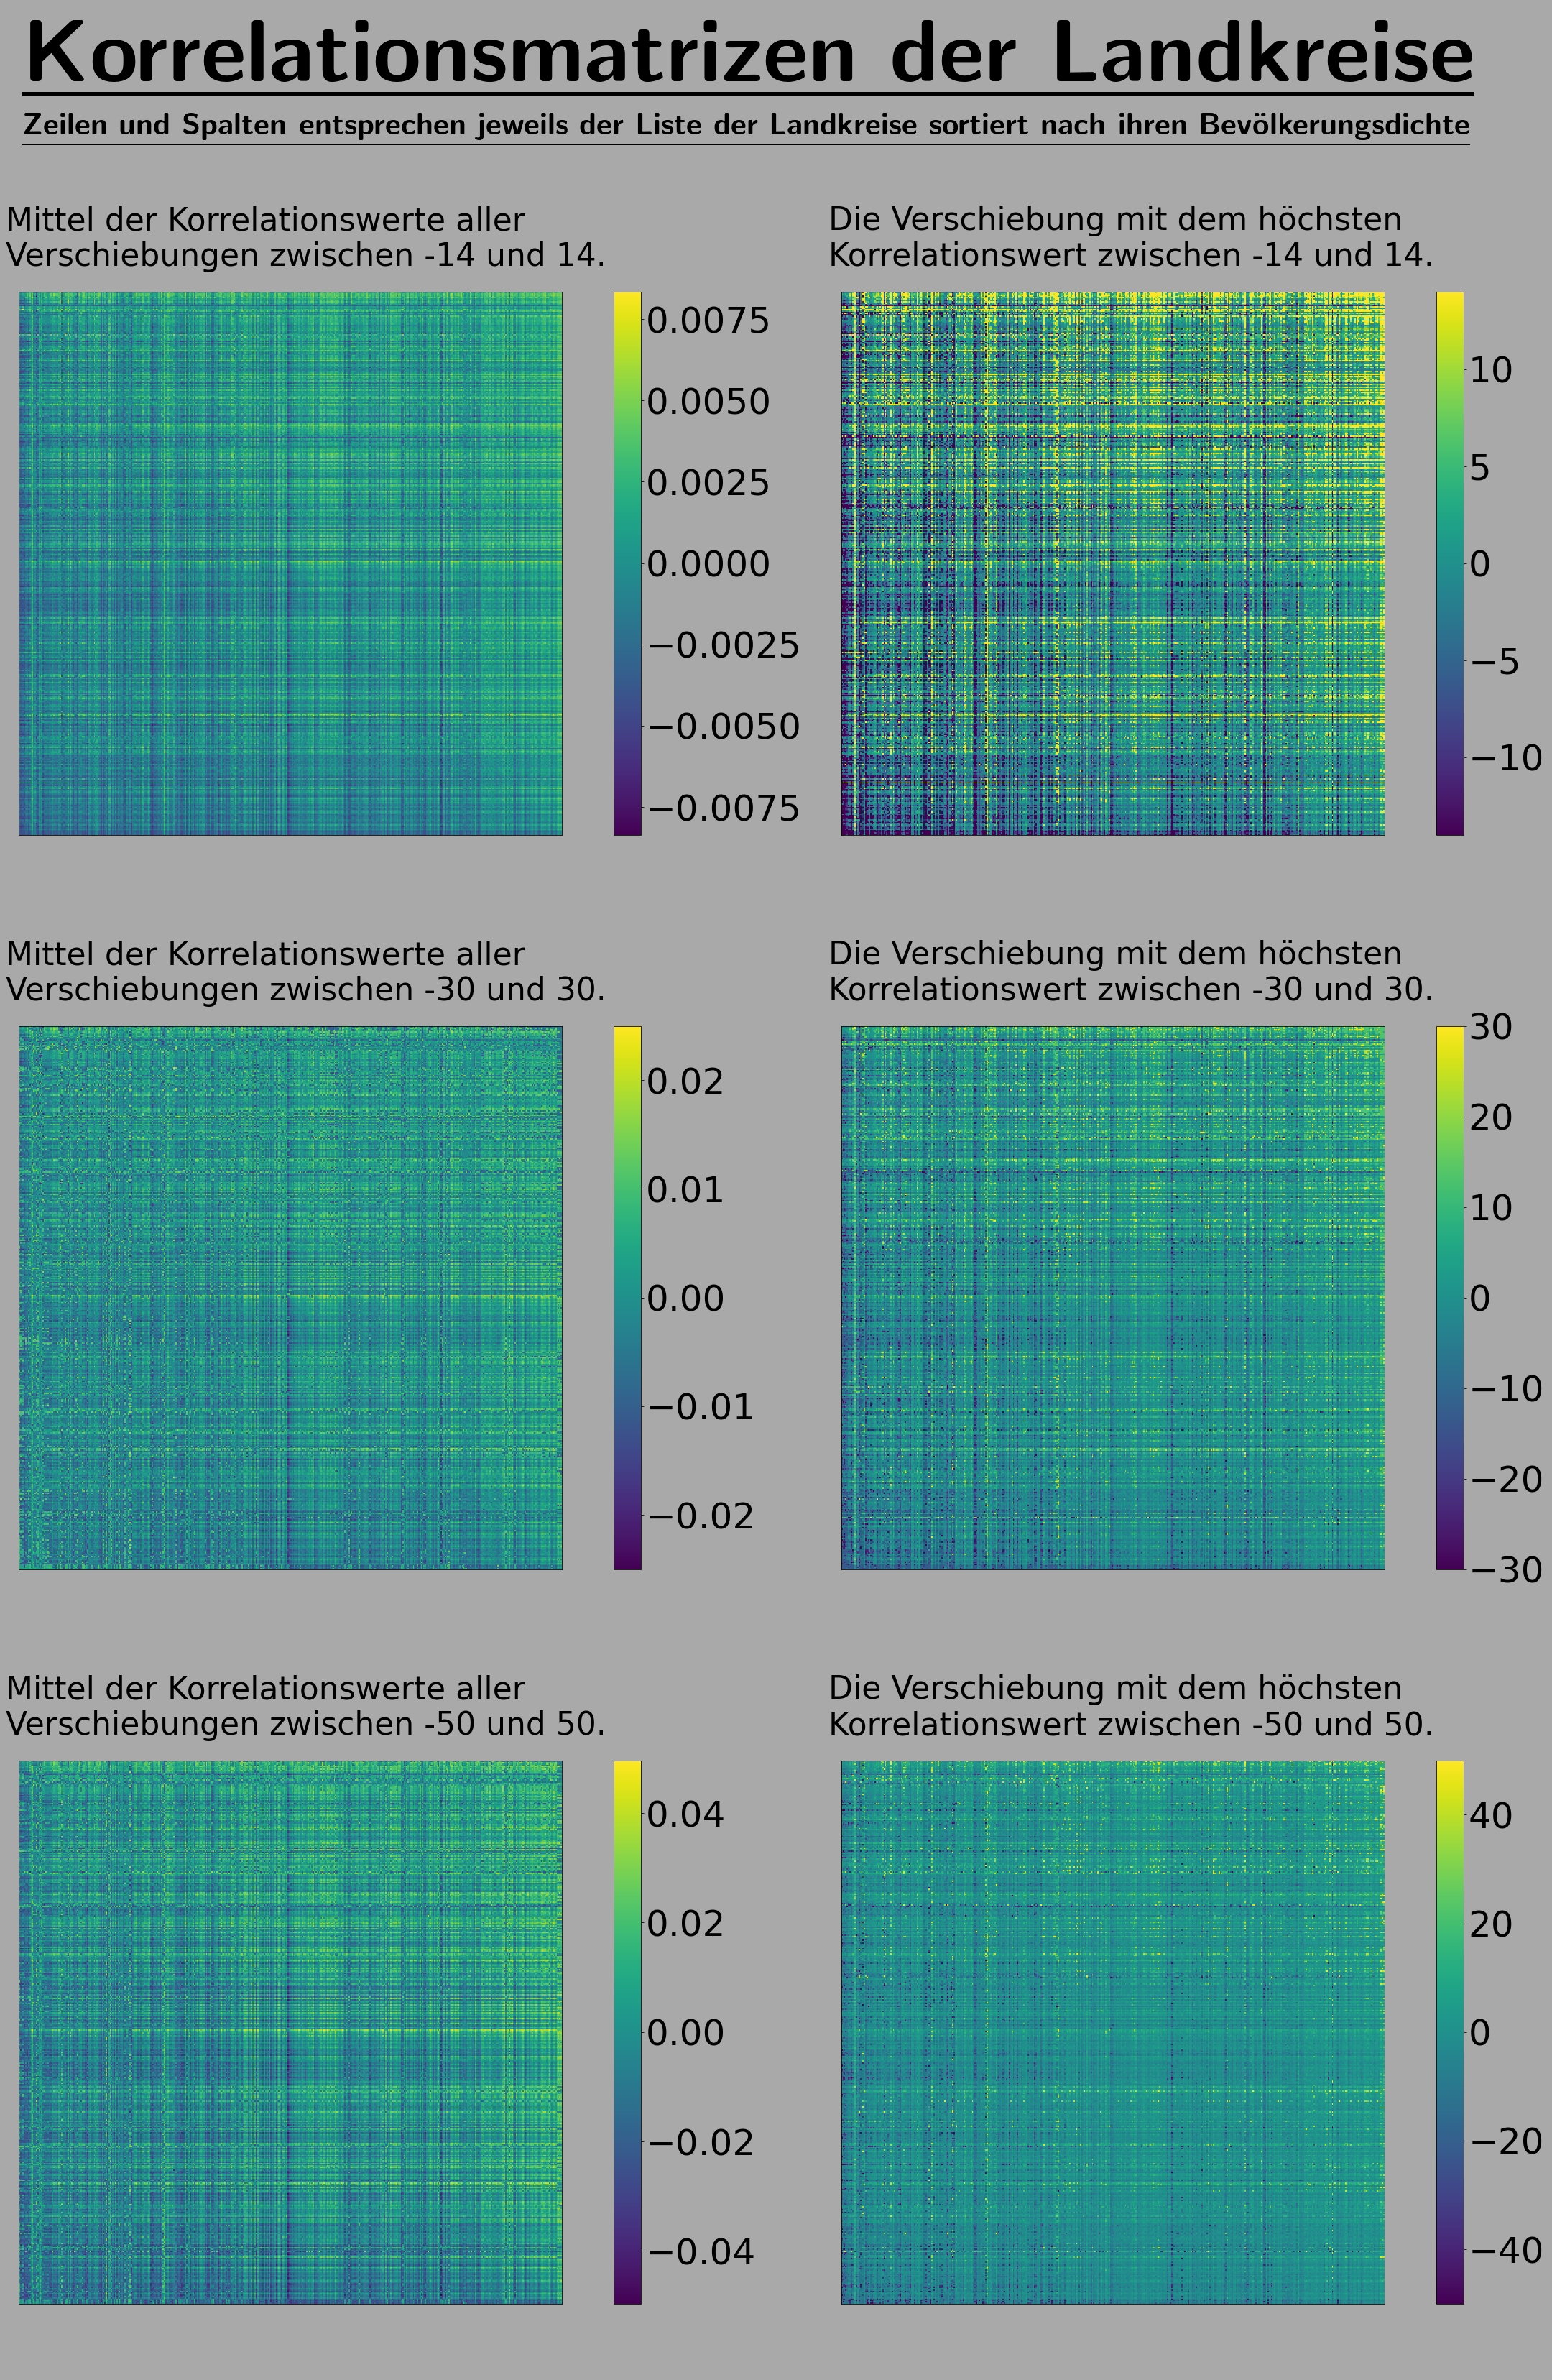 Korrelationsmatrizen der Landkreise
Zeilen und Spalten entsprechen jeweils der Liste der Landkreise sortiert nach ihren Bevölkerungsdichte
Mittel der Korrelationswerte aller
Verschiebungen zwischen -14 und 14.
0.0075
0.0050
0.0025
0.0000
−0.0025
−0.0050
−0.0075
Die Verschiebung mit dem höchsten
Korrelationswert zwischen -14 und 14.
10
5
0
−5
−10
Mittel der Korrelationswerte aller
Verschiebungen zwischen -30 und 30.
0.02
0.01
0.00
−0.01
−0.02
Die Verschiebung mit dem höchsten
Korrelationswert zwischen -30 und 30.
30
20
10
0
−10
−20
−30
Mittel der Korrelationswerte aller
Verschiebungen zwischen -50 und 50.
0.04
0.02
0.00
−0.02
−0.04
Die Verschiebung mit dem höchsten
Korrelationswert zwischen -50 und 50.
40
20
0
−20
−40